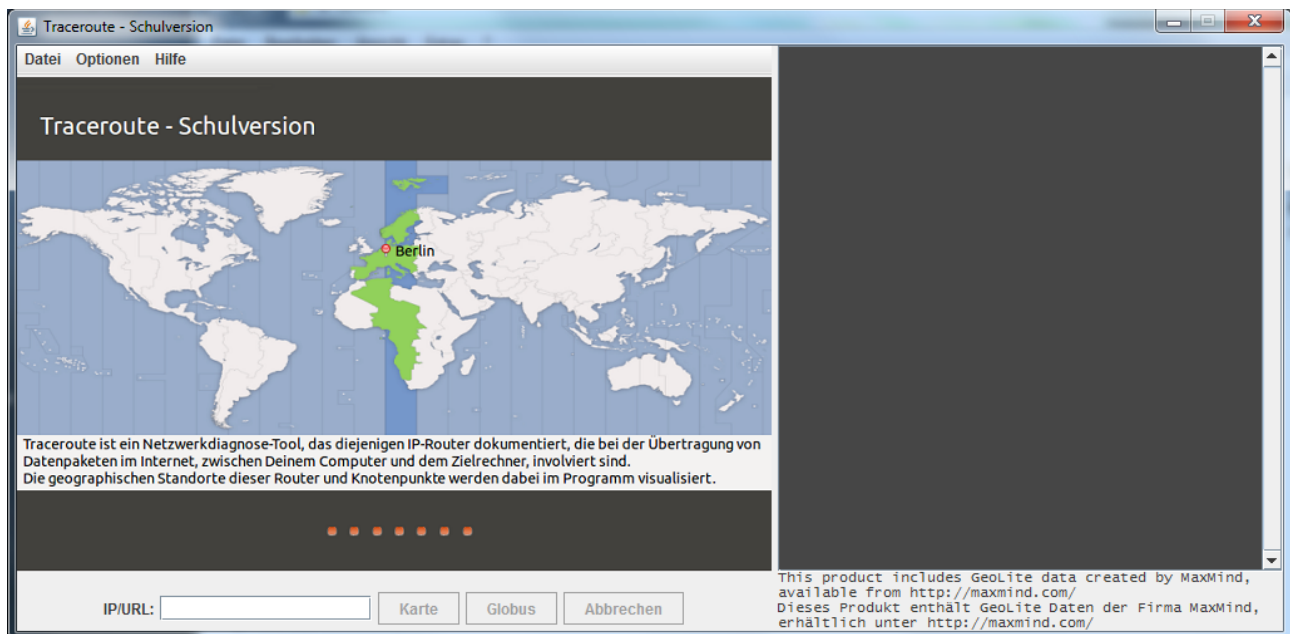 Traceroute - Schulversion
Datei Optionen Hilfe
Traceroute - Schulversion
Berlin
Traceroute ist ein Netzwerkdiagnose-Tool, das diejenigen IP-Router dokumentiert, die bei der Übertragung von
Datenpaketen im Internet, zwischen Deinem Computer und dem Zielrechner, involviert sind.
Die geographischen Standorte dieser Router und Knotenpunkte werden dabei im Programm visualisiert.
IP/URL: Karte Globus Abbrechen
This product includes GeoLite data created by MaxMind,
available from http://maxmind.com/
Dieses Produkt enthält GeoLite Daten der Firma MaxMind,
erhältlich unter http://maxmind.com/